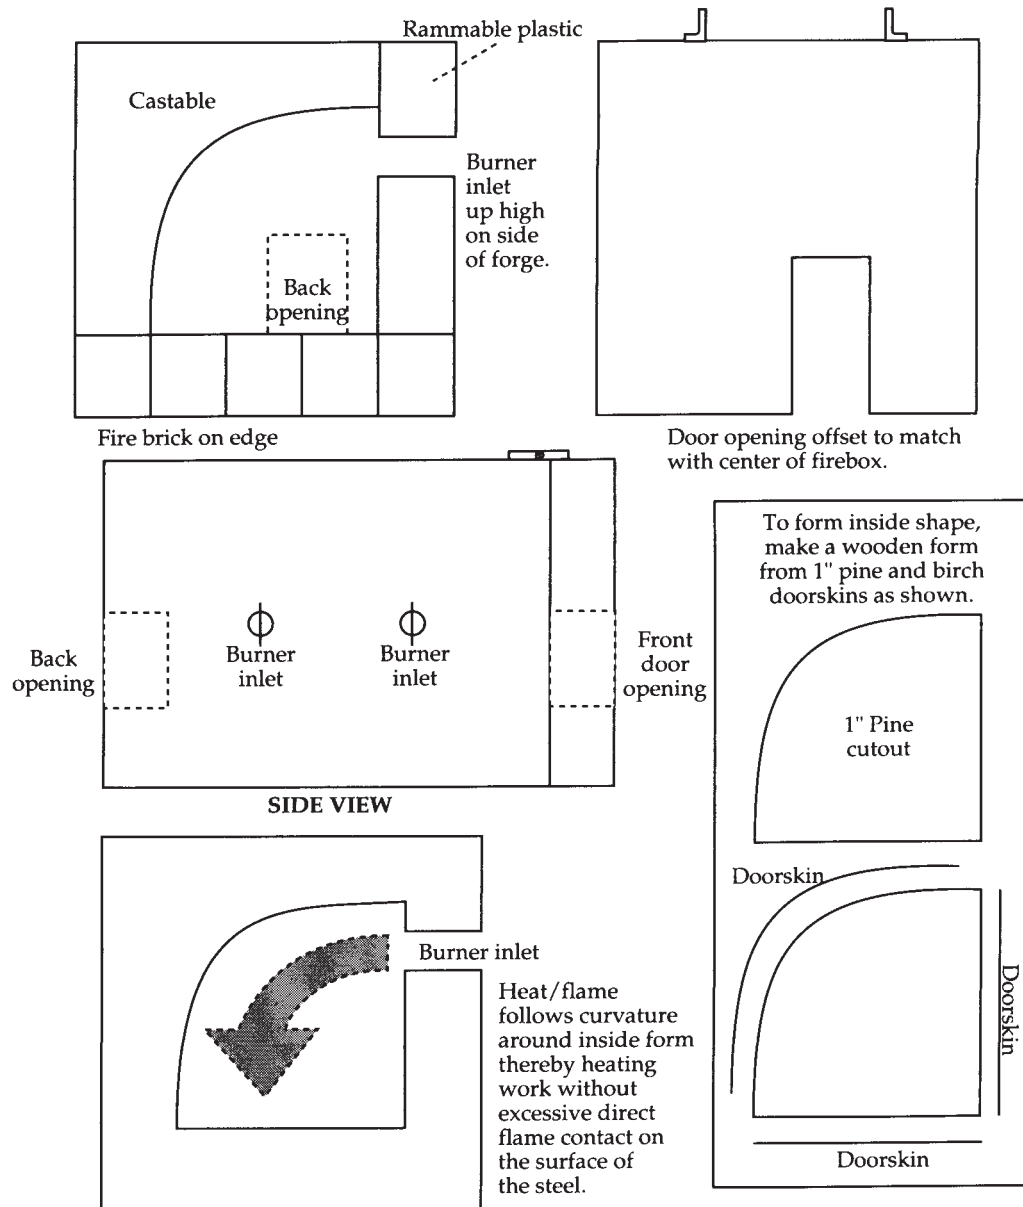 Rammable plastic
Castable
Burner
inlet
up high
on side
of forge.
Back
opening
Fire brick on edge
Door opening offset to match
with center of firebox.
Back
opening
Burner
inlet
Burner
inlet
Front
door
opening
SIDE VIEW
To form inside shape,
make a wooden form
from 1" pine and birch
doorskins as shown.
1" Pine
cutout
Doorskin
Doorskin
Doorskin
Burner inlet
Heat/flame
follows curvature
around inside form
thereby heating
work without
excessive direct
flame contact on
the surface of
the steel.